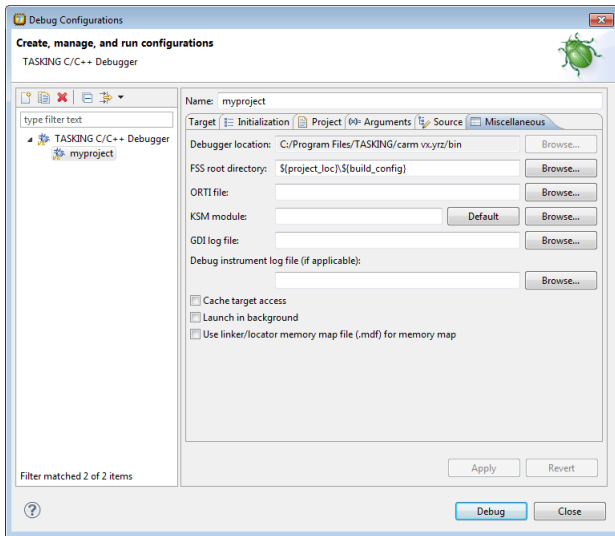 Debug Configurations
Create, manage, and run configurations
TASKING C/C++ Debugger
Name: myproject
type filter text
Target Initialization Project (x)= Arguments Source Miscellaneous
TASKING C/C++ Debugger
myproject
Debugger location: C:/Program Files/TASKING/carm vx.yrz/bin Browse...
FSS root directory: ${project_loc}\${build_config} Browse...
ORTI file: Browse...
KSM module: Default Browse...
GDI log file: Browse...
Debug instrument log file (if applicable):
Browse...
Cache target access
Launch in background
Use linker/locator memory map file (.mdf) for memory map
Apply Revert
Filter matched 2 of 2 items
? Debug Close